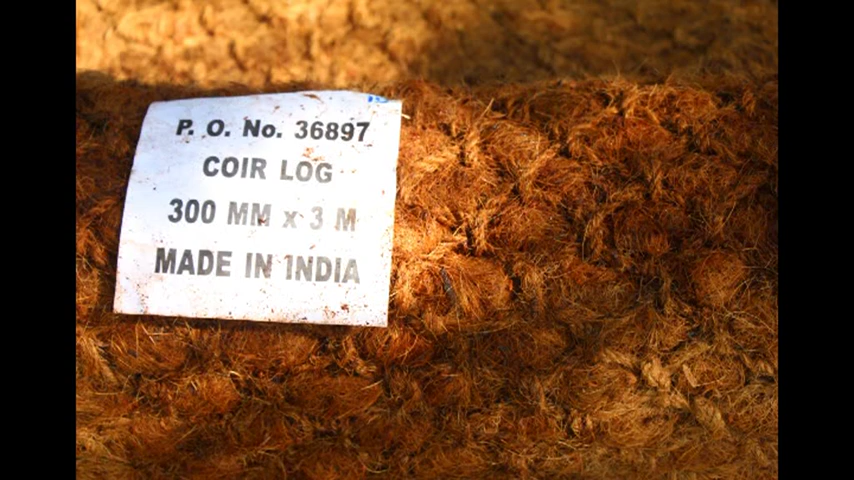 P. O. No. 36897
COIR LOG
300 MM x 3 M
MADE IN INDIA